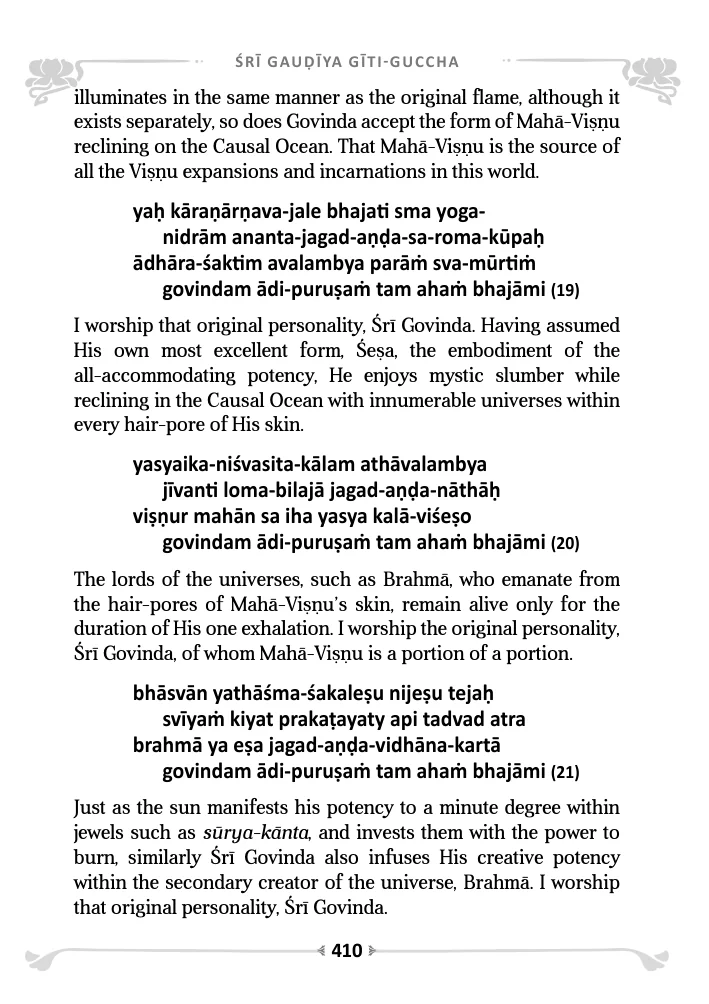 ŚRĪ GAUḌĪYA GĪTI-GUCCHA
illuminates in the same manner as the original flame, although it
exists separately, so does Govinda accept the form of Mahā-Viṣṇu
reclining on the Causal Ocean. That Mahā-Viṣṇu is the source of
all the Viṣṇu expansions and incarnations in this world.
yaḥ kāraṇārṇava-jale bhajati sma yoga-
nidrām ananta-jagad-aṇḍa-sa-roma-kūpaḥ
ādhāra-śaktim avalambya parāṁ sva-mūrtiṁ
govindam ādi-puruṣaṁ tam ahaṁ bhajāmi (19)
I worship that original personality, Śrī Govinda. Having assumed
His own most excellent form, Śeṣa, the embodiment of the
all-accommodating potency, He enjoys mystic slumber while
reclining in the Causal Ocean with innumerable universes within
every hair-pore of His skin.
yasyaika-niśvasita-kālam athāvalambya
jīvanti loma-bilajā jagad-aṇḍa-nāthāḥ
viṣṇur mahān sa iha yasya kalā-viśeṣo
govindam ādi-puruṣaṁ tam ahaṁ bhajāmi (20)
The lords of the universes, such as Brahmā, who emanate from
the hair-pores of Mahā-Viṣṇu’s skin, remain alive only for the
duration of His one exhalation. I worship the original personality,
Śrī Govinda, of whom Mahā-Viṣṇu is a portion of a portion.
bhāsvān yathāśma-śakaleṣu nijeṣu tejaḥ
svīyaṁ kiyat prakaṭayaty api tadvad atra
brahmā ya eṣa jagad-aṇḍa-vidhāna-kartā
govindam ādi-puruṣaṁ tam ahaṁ bhajāmi (21)
Just as the sun manifests his potency to a minute degree within
jewels such as sūrya-kānta, and invests them with the power to
burn, similarly Śrī Govinda also infuses His creative potency
within the secondary creator of the universe, Brahmā. I worship
that original personality, Śrī Govinda.
410